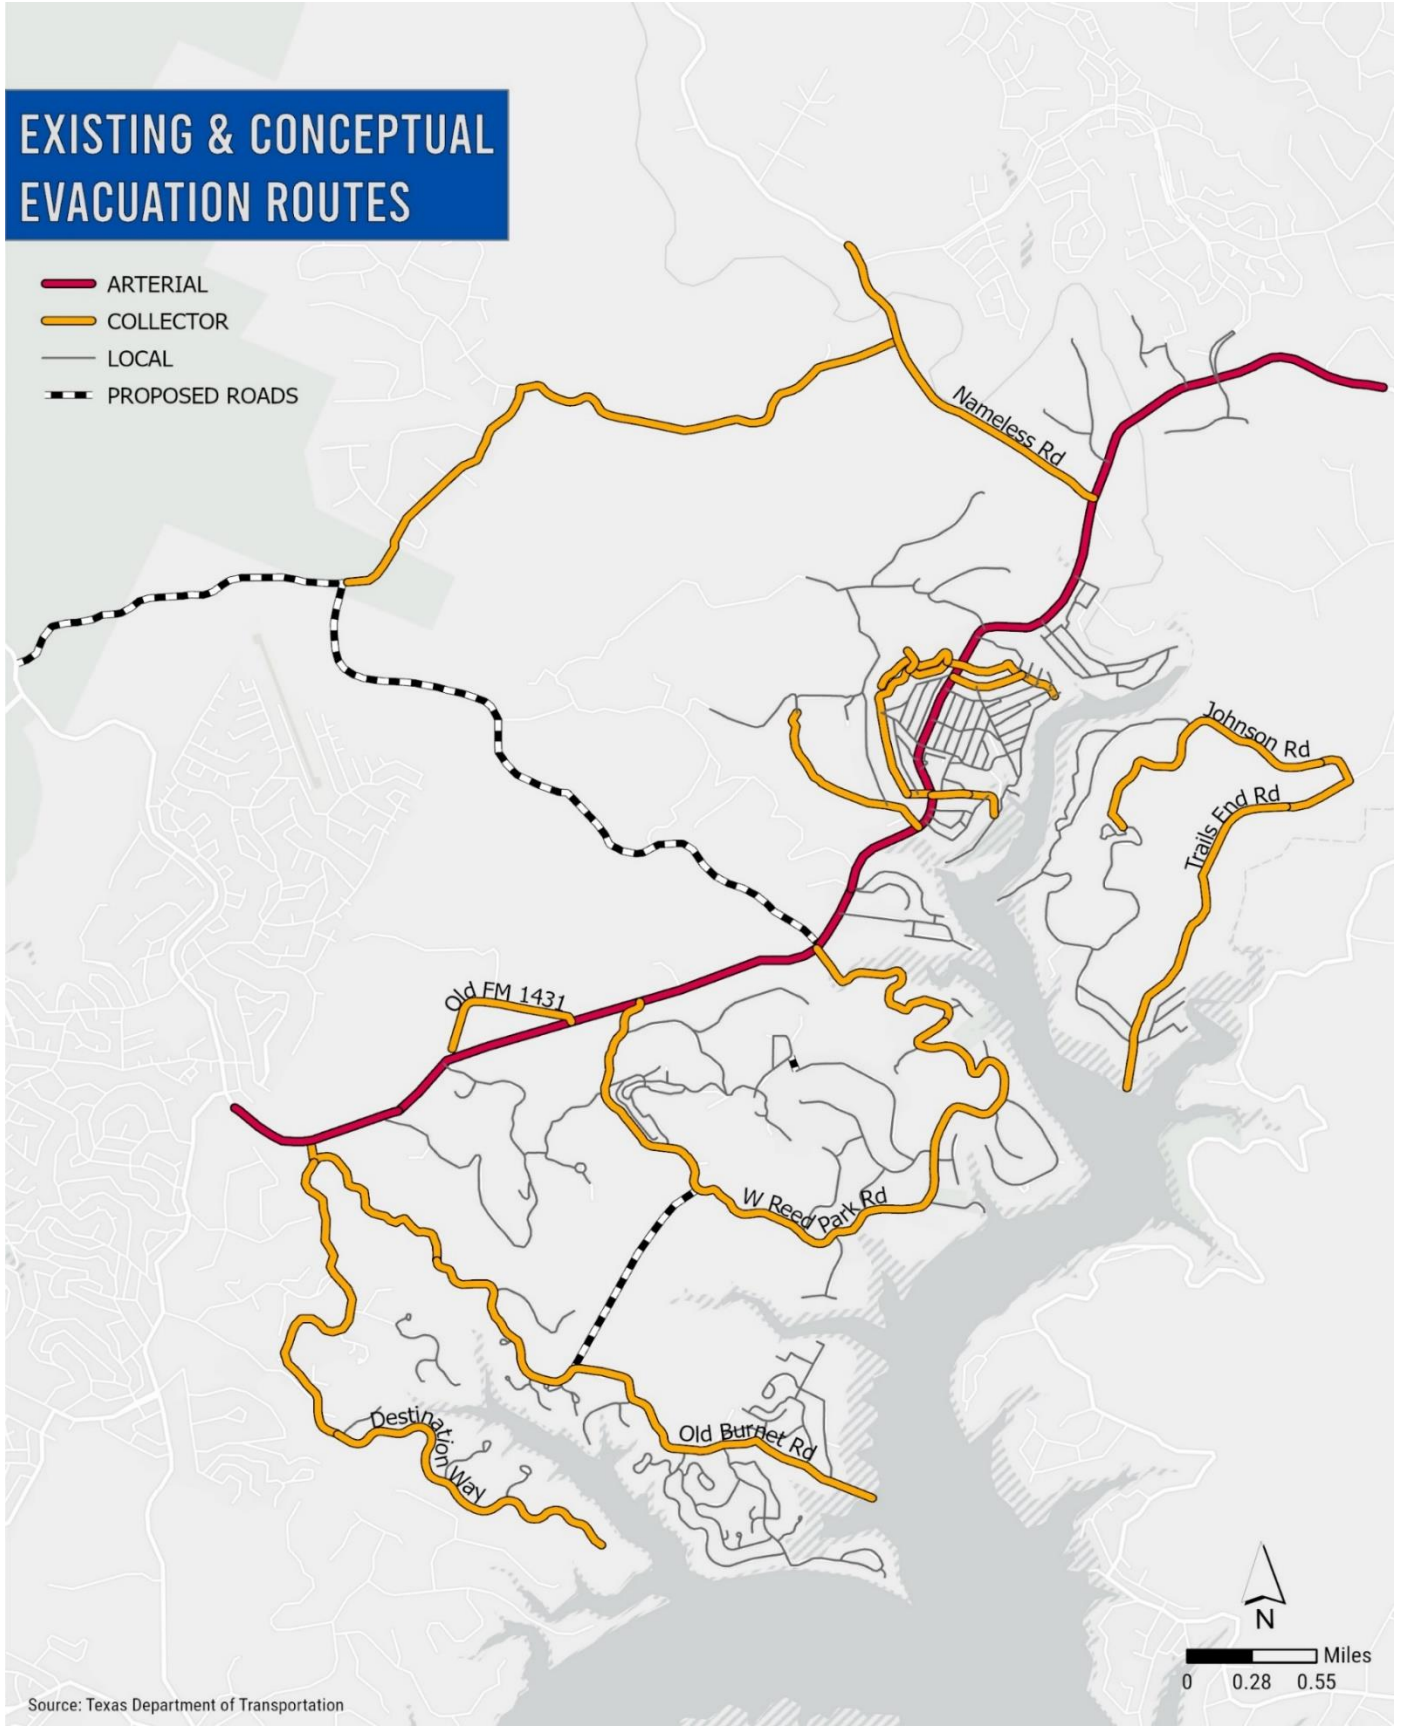 EXISTING & CONCEPTUAL
EVACUATION ROUTES
ARTERIAL
COLLECTOR
LOCAL
PROPOSED ROADS
Nameless Rd
Johnson Rd
Trails End Rd
Old FM 1431
W Reed Park Rd
Destination Way
Old Burnet Rd
N
Miles
0 0.28 0.55
Source: Texas Department of Transportation